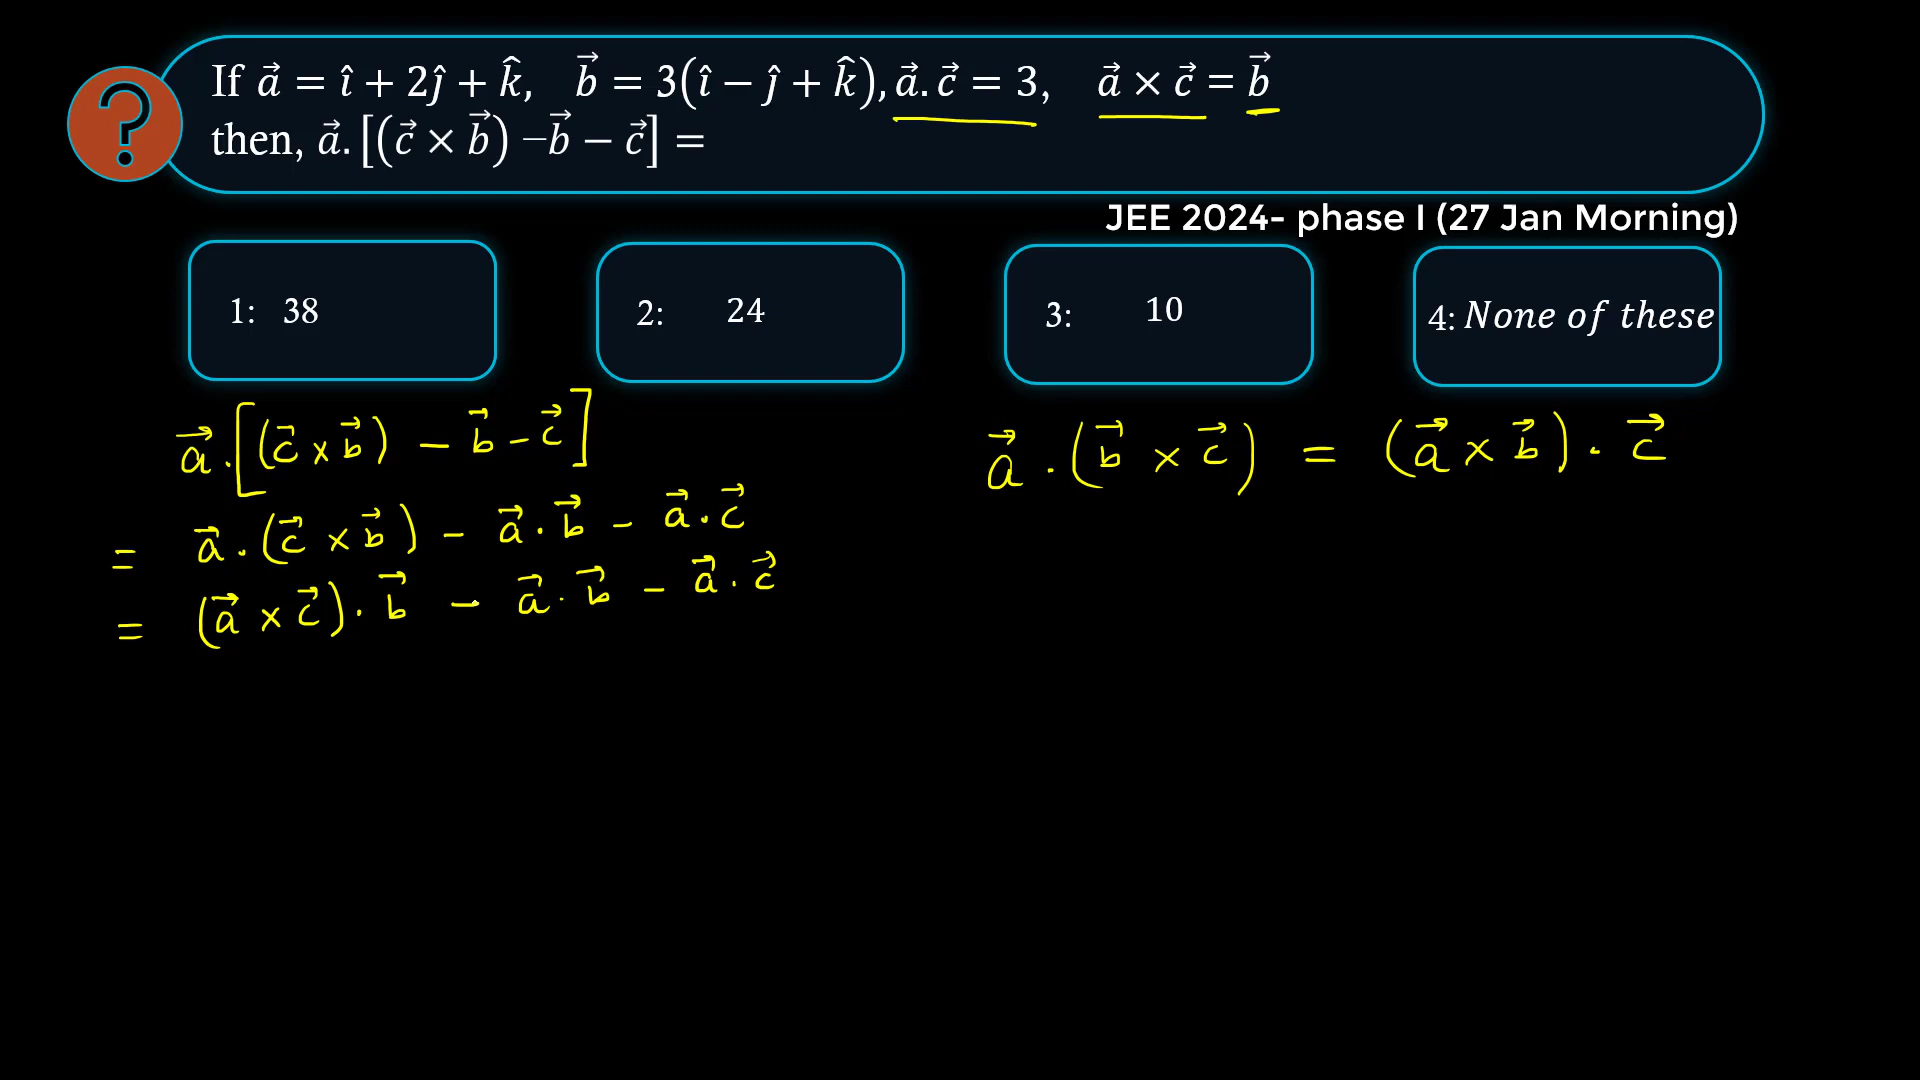 If a⃗ = î + 2ĵ + k̂, b⃗ = 3(î − ĵ + k̂), a⃗. c⃗ = 3, a⃗ × c⃗ = b⃗
then, a⃗. [(c⃗ × b⃗) −b⃗ − c⃗] =
JEE 2024- phase I (27 Jan Morning)
1: 38
2: 24
3: 10
4: None of these
a⃗ . [(c⃗ × b⃗) − b⃗ − c⃗]
= a⃗ . (c⃗ × b⃗) − a⃗ . b⃗ − a⃗ . c⃗
= (a⃗ × c⃗) . b⃗ − a⃗ . b⃗ − a⃗ . c⃗
a⃗ . (b⃗ × c⃗) = (a⃗ × b⃗) . c⃗